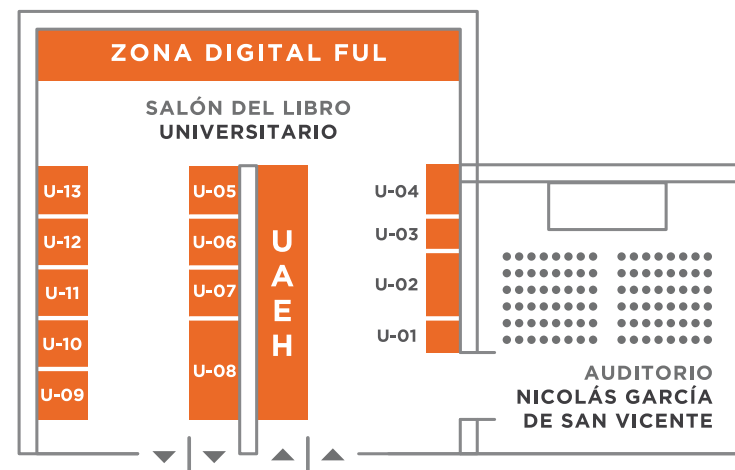 ZONA DIGITAL FUL
SALÓN DEL LIBRO
UNIVERSITARIO
U-13
U-12
U-11
U-10
U-09
U-05
U-06
U-07
U-08
UAEH
U-04
U-03
U-02
U-01
AUDITORIO
NICOLÁS GARCÍA
DE SAN VICENTE